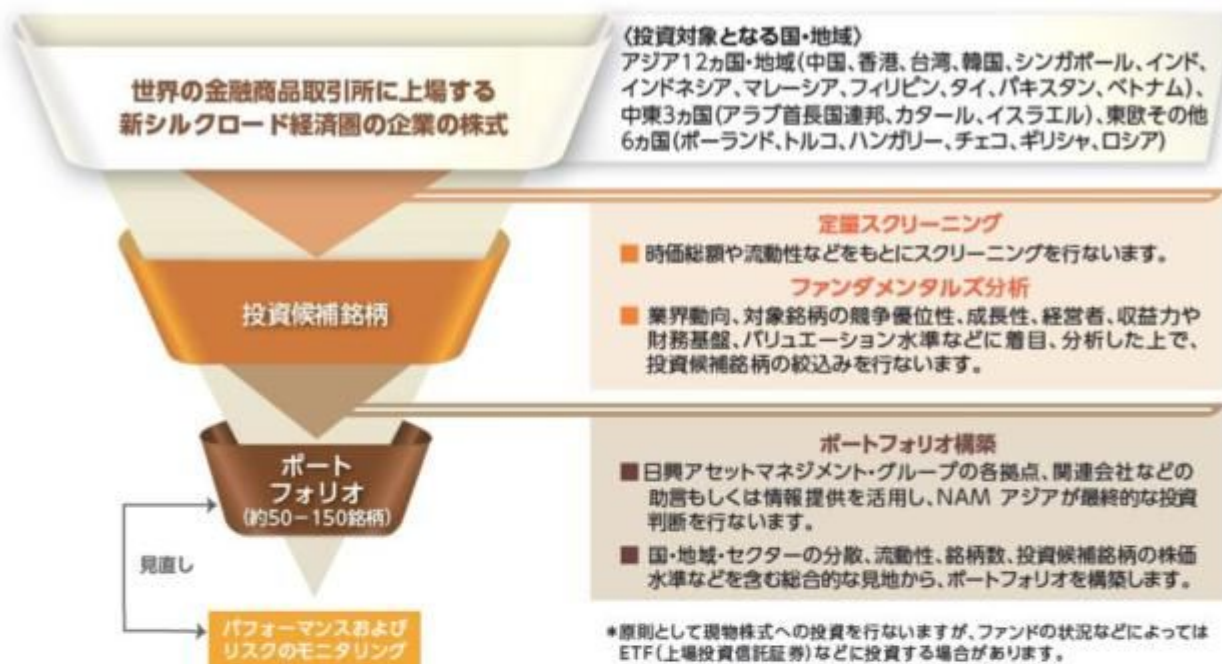 世界の金融商品取引所に上場する
新シルクロード経済圏の企業の株式
〈投資対象となる国・地域〉
アジア12ヵ国・地域(中国、香港、台湾、韓国、シンガポール、インド、
インドネシア、マレーシア、フィリピン、タイ、パキスタン、ベトナム)、
中東3ヵ国(アラブ首長国連邦、カタール、イスラエル)、東欧その他
6ヵ国(ポーランド、トルコ、ハンガリー、チェコ、ギリシャ、ロシア)
定量スクリーニング
■ 時価総額や流動性などをもとにスクリーニングを行ないます。
ファンダメンタルズ分析
■ 業界動向、対象銘柄の競争優位性、成長性、経営者、収益力や
財務基盤、バリュエーション水準などに着目、分析した上で、
投資候補銘柄の絞込みを行ないます。
投資候補銘柄
ポートフォリオ構築
■日興アセットマネジメント・グループの各拠点、関連会社などの
助言もしくは情報提供を活用し、NAM アジアが最終的な投資
判断を行ないます。
■ 国・地域・セクターの分散、流動性、銘柄数、投資候補銘柄の株価
水準などを含む総合的な見地から、ポートフォリオを構築します。
ポート
フォリオ
(約50−150銘柄)
見直し
パフォーマンスおよび
リスクのモニタリング
*原則として現物株式への投資を行ないますが、ファンドの状況などによっては
ETF(上場投資信託証券)などに投資する場合があります。